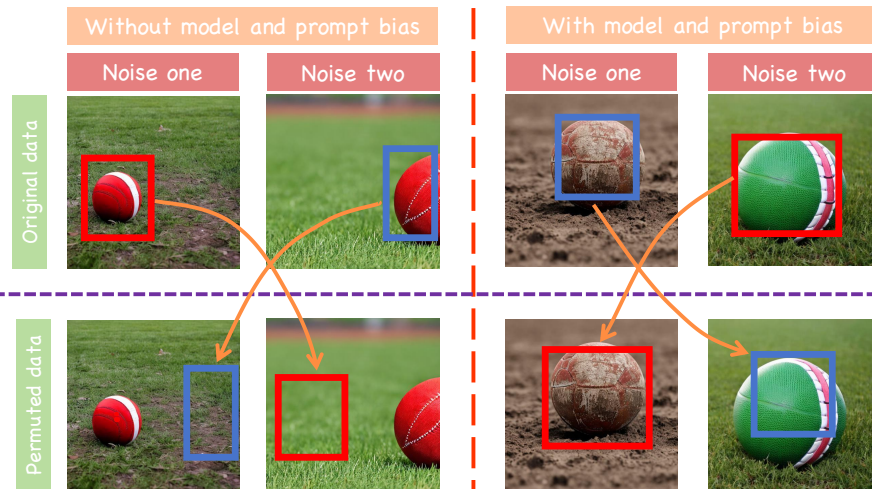 Without model and prompt bias
With model and prompt bias
Noise one
Noise two
Noise one
Noise two
Original data
Permuted data